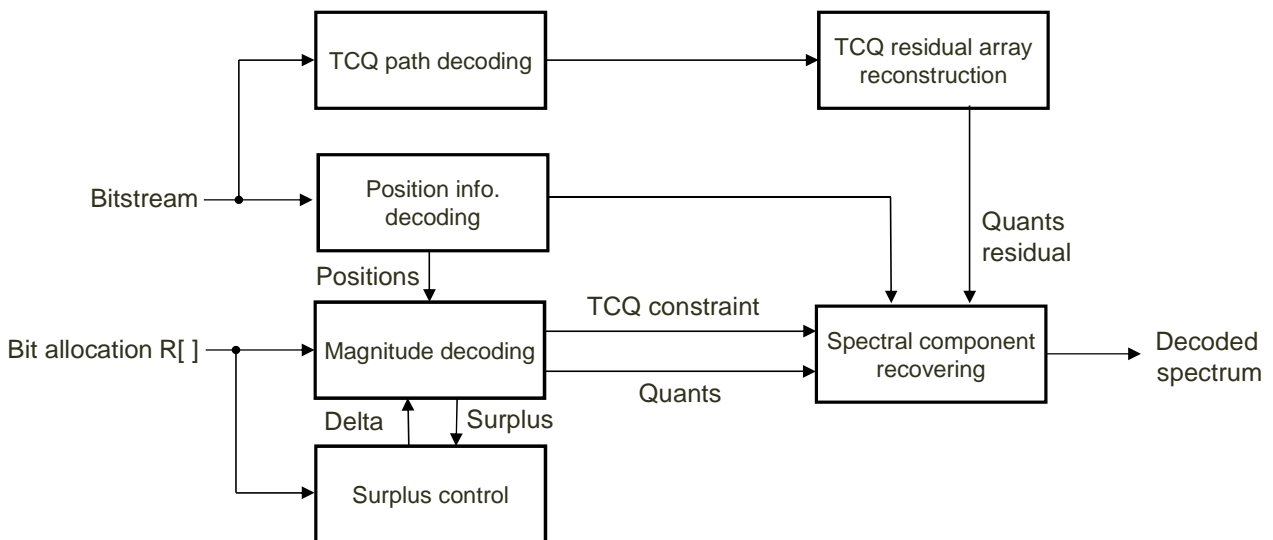 TCQ path decoding
TCQ residual array
reconstruction
Bitstream
Position info.
decoding
Quants
residual
Positions
TCQ constraint
Bit allocation R[ ]
Magnitude decoding
Spectral component
recovering
Decoded
spectrum
Quants
Delta
Surplus
Surplus control